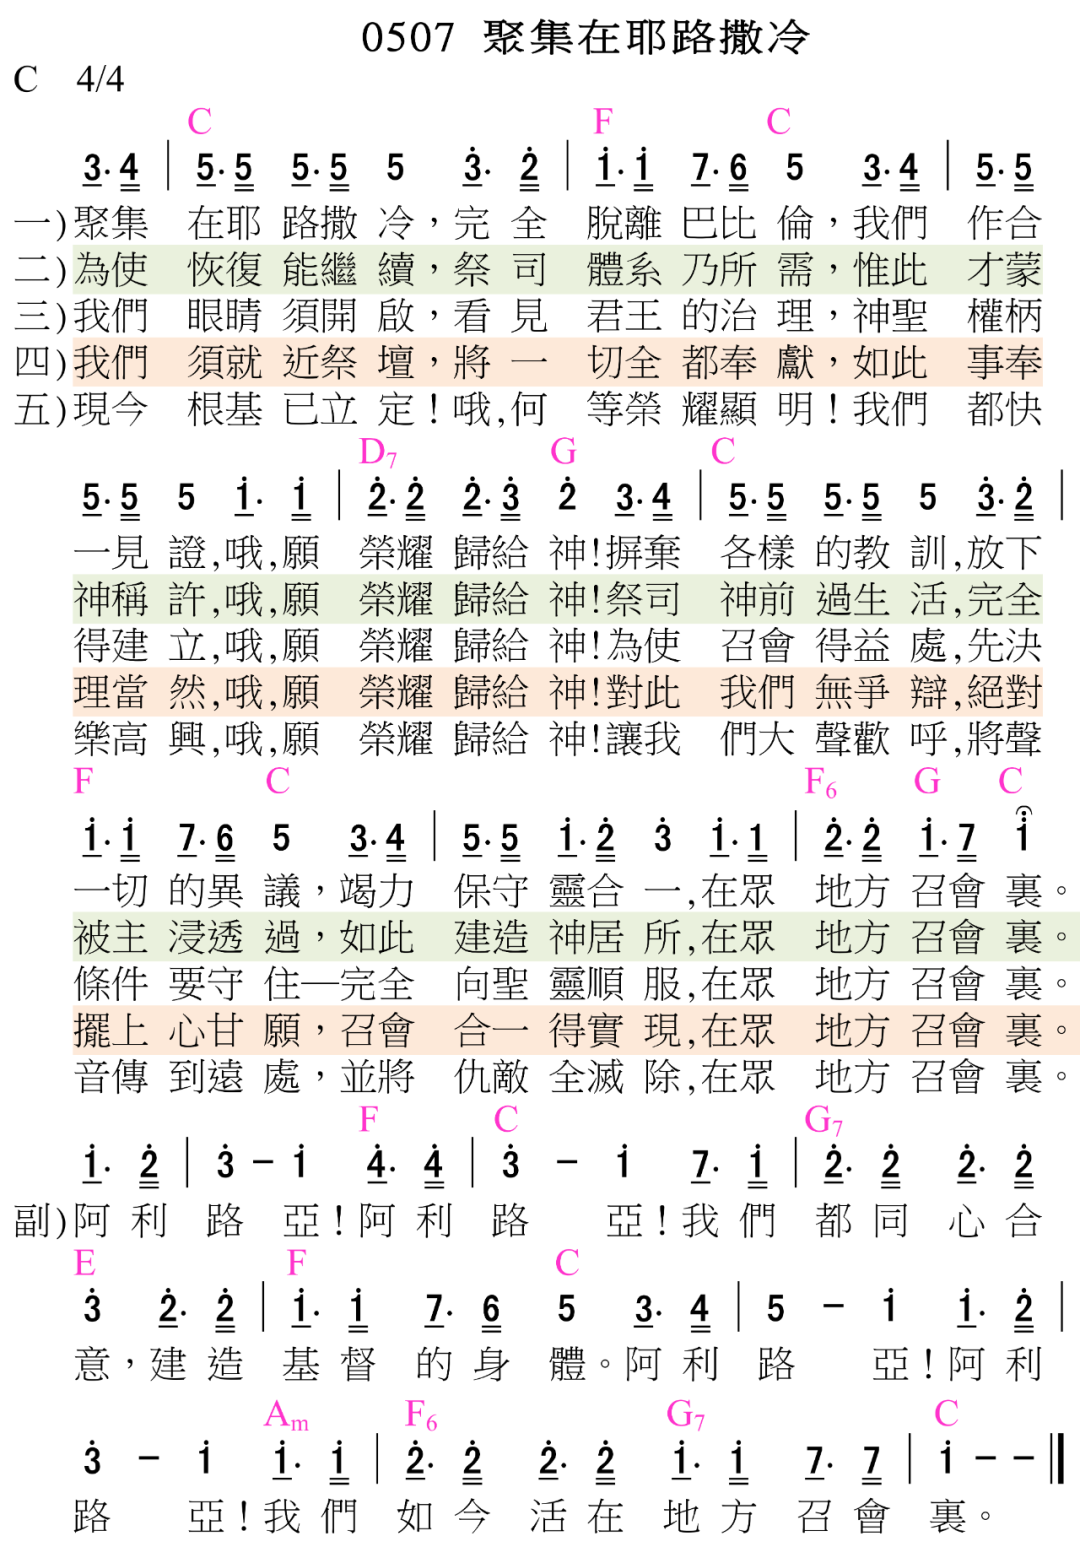 0507 聚集在耶路撒冷
C 4/4
C F C
3. 4 | 5. 5 5. 5 5 3̇. 2̇ | 1̇. 1̇ 7. 6 5 3. 4 | 5. 5
一)聚集 在耶 路撒 冷，完 全 脫離 巴比 倫，我們 作合
二)為使 恢復 能繼 續，祭 司 體系 乃所 需，惟此 才蒙
三)我們 眼睛 須開 啟，看 見 君王 的治 理，神聖 權柄
四)我們 須就 近祭 壇，將 一 切全 都奉 獻，如此 事奉
五)現今 根基 已立 定！哦,何 等榮 耀顯 明！我們 都快
D7 G C
5. 5 5 1̇. 1̇ | 2̇. 2̇ 2̇. 3̇ 2̇ 3. 4 | 5. 5 5. 5 5 3̇. 2̇ |
一見 證,哦,願 榮耀 歸給 神!摒棄 各樣 的教 訓,放下
神稱 許,哦,願 榮耀 歸給 神!祭司 神前 過生 活,完全
得建 立,哦,願 榮耀 歸給 神!為使 召會 得益 處,先決
理當 然,哦,願 榮耀 歸給 神!對此 我們 無爭 辯,絕對
樂高 興,哦,願 榮耀 歸給 神!讓我 們大 聲歡 呼,將聲
F C F6 G C
1̇. 1̇ 7. 6 5 3. 4 | 5. 5 1̇. 2̇ 3̇ 1̇. 1 | 2̇. 2̇ 1̇. 7 1̇
一切 的異 議，竭力 保守 靈合 一,在眾 地方 召會 裏。
被主 浸透 過，如此 建造 神居 所,在眾 地方 召會 裏。
條件 要守 住—完全 向聖 靈順 服,在眾 地方 召會 裏。
擺上 心甘 願，召會 合一 得實 現,在眾 地方 召會 裏。
音傳 到遠 處，並將 仇敵 全滅 除,在眾 地方 召會 裏。
F C G7
1̇. 2̇ | 3̇ – 1̇ 4̇. 4̇ | 3̇ – 1̇ 7. 1̇ | 2̇. 2̇ 2̇. 2̇
副)阿利 路 亞！阿利 路 亞！我們 都同 心合
E F C
3̇ 2̇. 2̇ | 1̇. 1̇ 7. 6 5 3. 4 | 5 – 1̇ 1̇. 2̇ |
意，建造 基督 的身 體。阿利 路 亞！阿利
Am F6 G7 C
3̇ – 1̇ 1̇. 1̇ | 2̇. 2̇ 2̇. 2̇ 1̇. 1̇ 7. 7 | 1̇ – – ‖
路 亞！我們 如今 活在 地方 召會 裏。